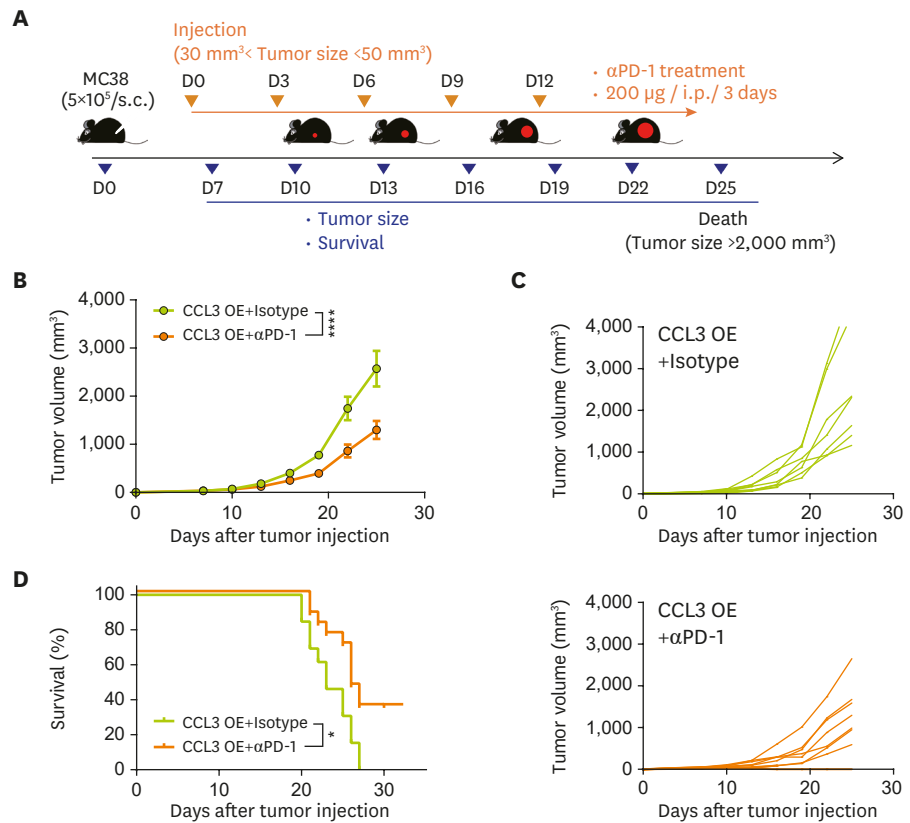 A
Injection
(30 mm³< Tumor size <50 mm³)
MC38
(5×10⁵/s.c.)
D0 D3 D6 D9 D12
· αPD-1 treatment
· 200 µg / i.p./ 3 days
D0 D7 D10 D13 D16 D19 D22 D25
· Tumor size
· Survival
Death
(Tumor size >2,000 mm³)
B
Tumor volume (mm³)
4,000
3,000
2,000
1,000
0
0 10 20 30
Days after tumor injection
CCL3 OE+Isotype
CCL3 OE+αPD-1
****
C
Tumor volume (mm³)
4,000
3,000
2,000
1,000
0
0 10 20 30
Days after tumor injection
CCL3 OE
+Isotype
D
Survival (%)
100
80
60
40
20
0
0 10 20 30
Days after tumor injection
CCL3 OE+Isotype
CCL3 OE+αPD-1
*
Tumor volume (mm³)
4,000
3,000
2,000
1,000
0
0 10 20 30
Days after tumor injection
CCL3 OE
+αPD-1